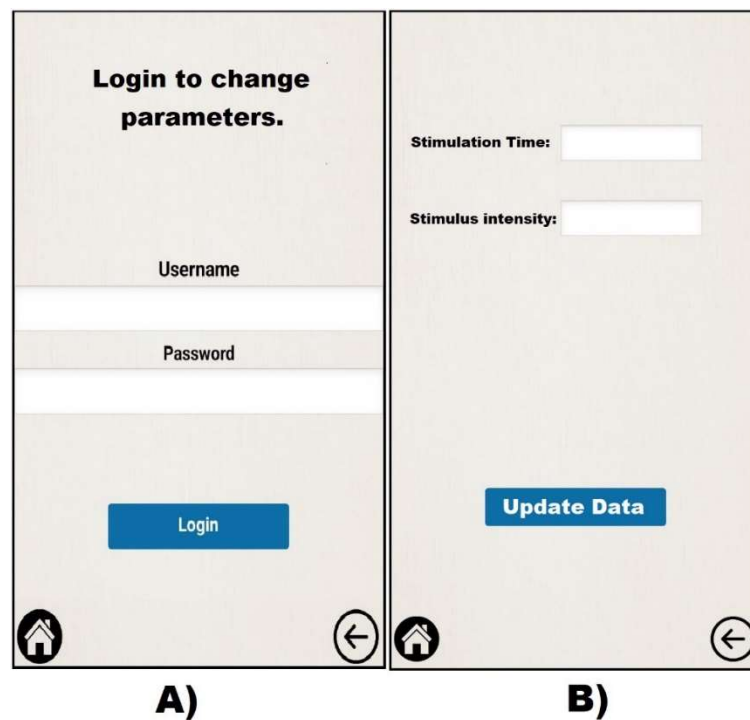 Login to change
parameters.
Username
Password
Login
A)
Stimulation Time:
Stimulus intensity:
Update Data
B)